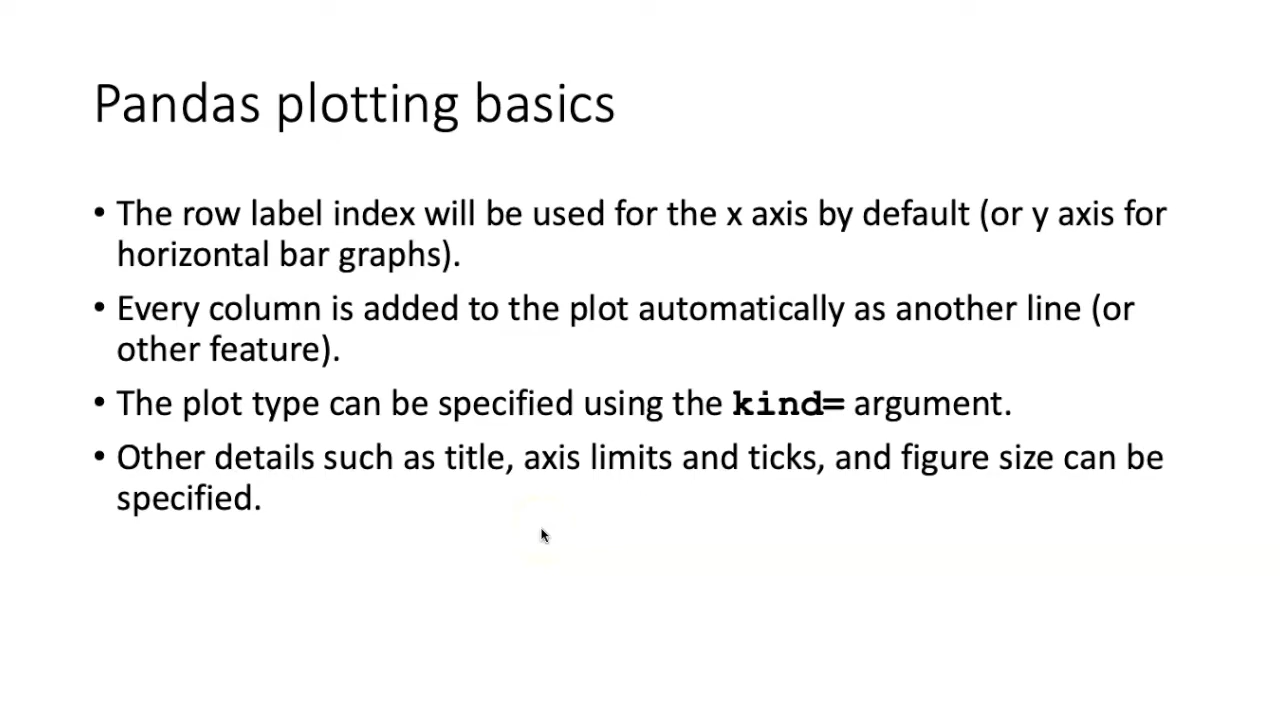 Pandas plotting basics
• The row label index will be used for the x axis by default (or y axis for
horizontal bar graphs).
• Every column is added to the plot automatically as another line (or
other feature).
• The plot type can be specified using the kind= argument.
• Other details such as title, axis limits and ticks, and figure size can be
specified.